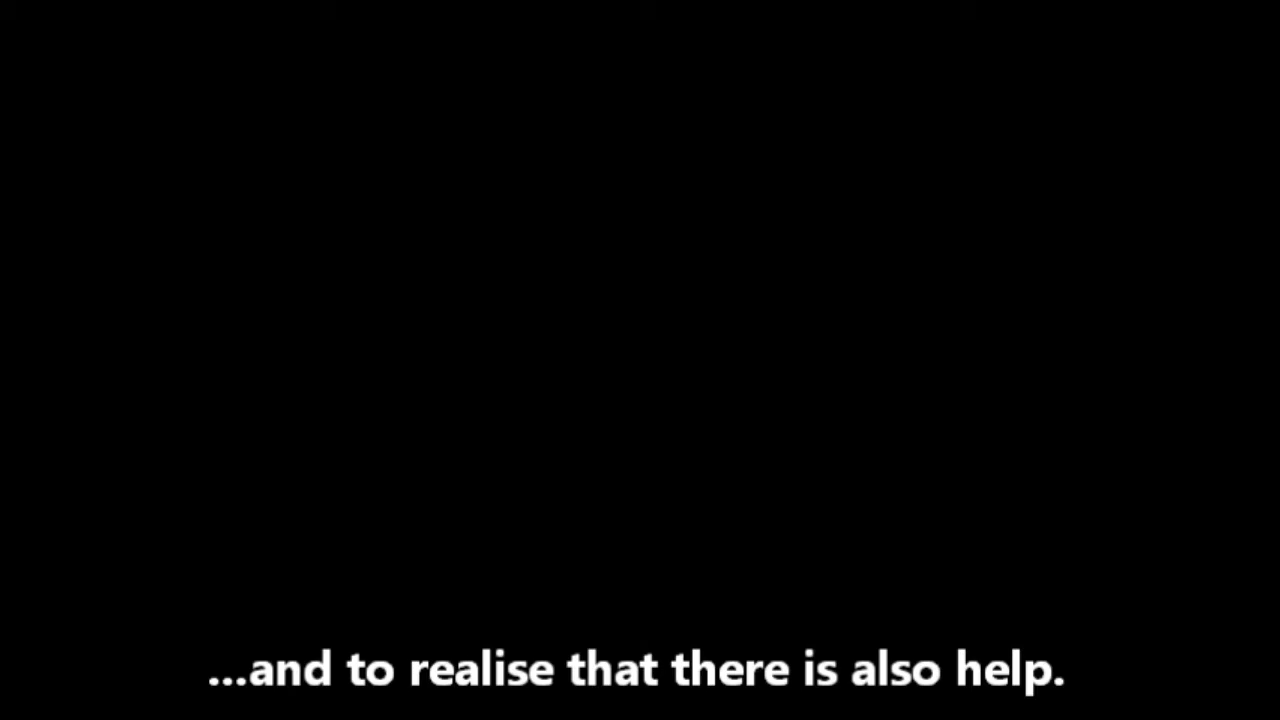 ...and to realise that there is also help.